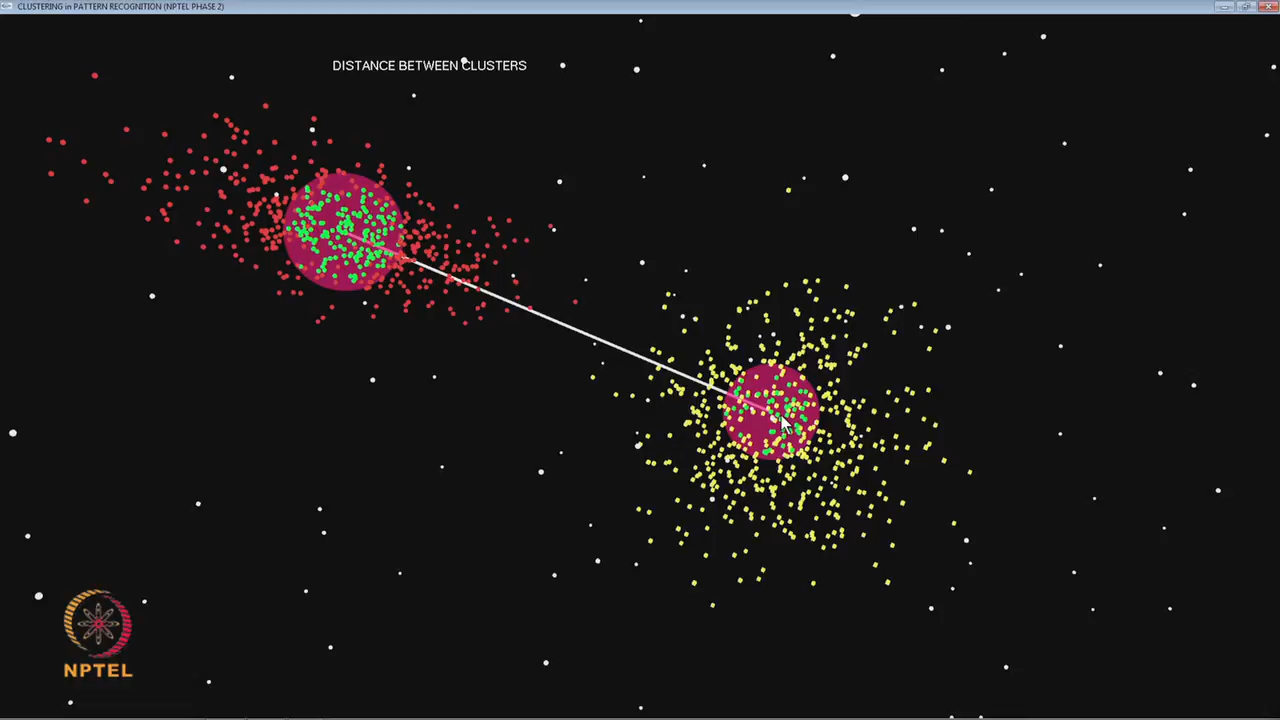 CLUSTERING in PATTERN RECOGNITION (NPTEL PHASE 2)
DISTANCE BETWEEN CLUSTERS
NPTEL